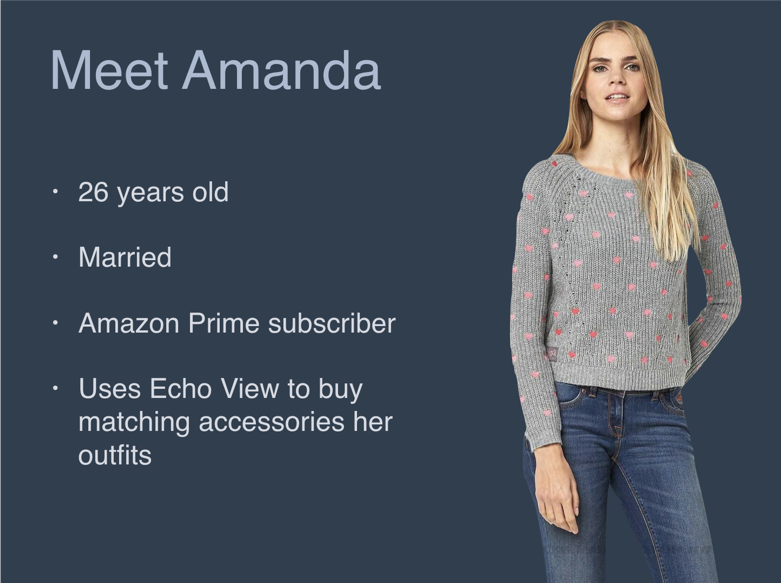 Meet Amanda
• 26 years old
• Married
• Amazon Prime subscriber
• Uses Echo View to buy
matching accessories her
outfits